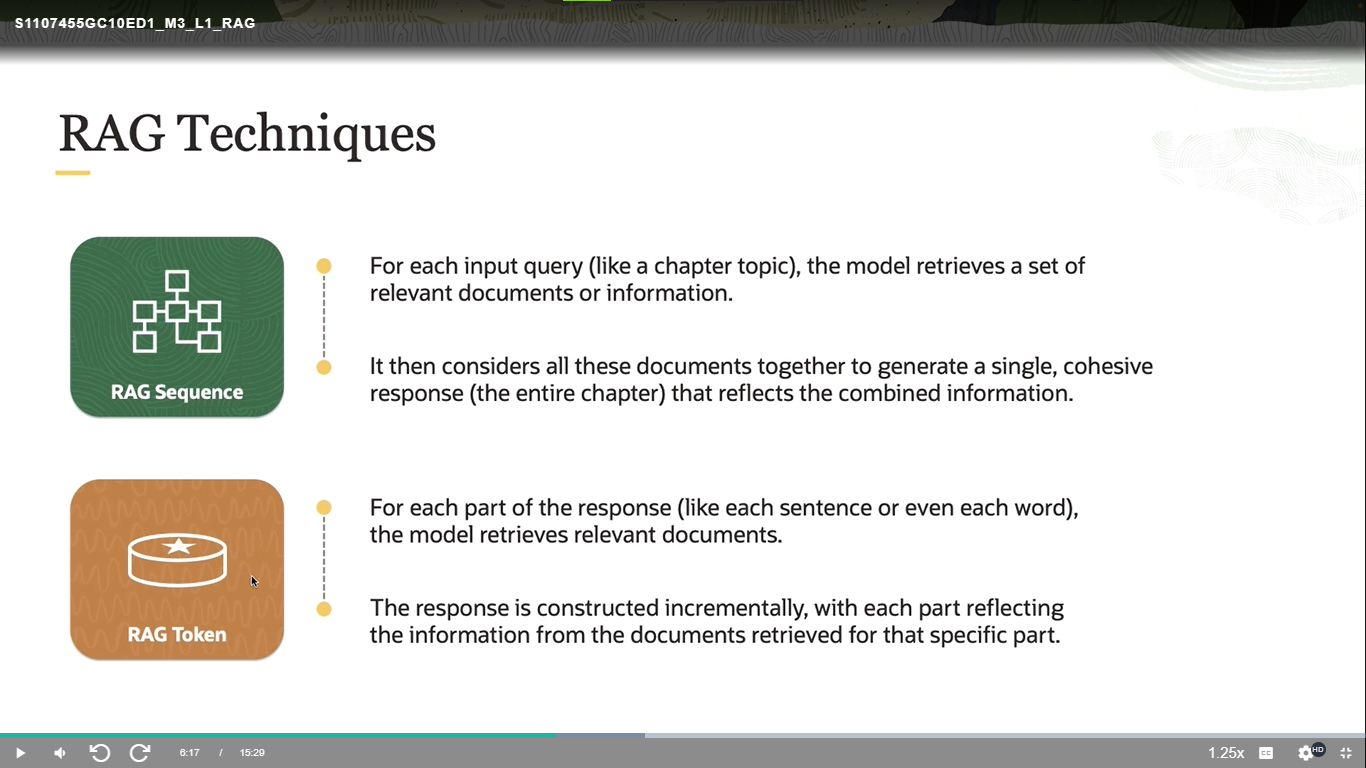 S1107455GC10ED1_M3_L1_RAG
RAG Techniques
RAG Sequence
For each input query (like a chapter topic), the model retrieves a set of
relevant documents or information.
It then considers all these documents together to generate a single, cohesive
response (the entire chapter) that reflects the combined information.
RAG Token
For each part of the response (like each sentence or even each word),
the model retrieves relevant documents.
The response is constructed incrementally, with each part reflecting
the information from the documents retrieved for that specific part.
6:17 / 15:29 1.25x CC HD